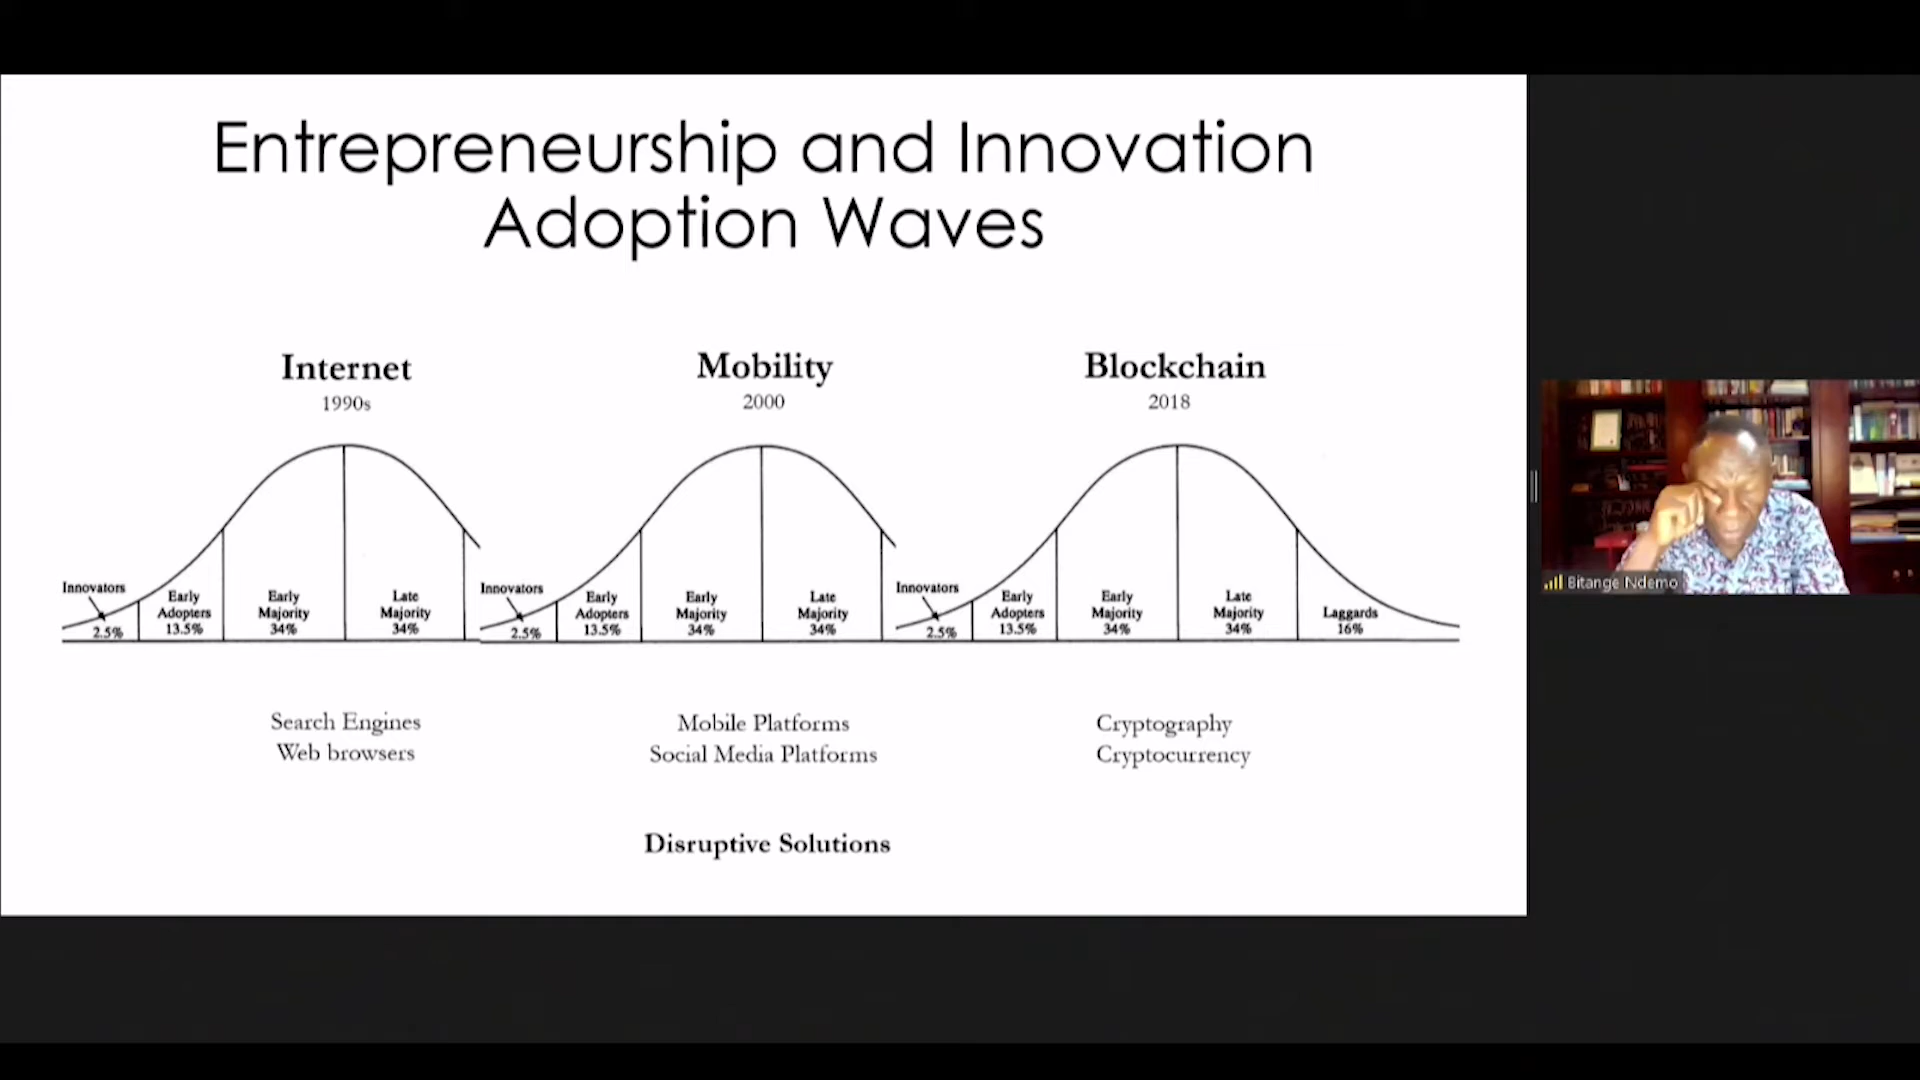 Entrepreneurship and Innovation
Adoption Waves
Internet
1990s
Mobility
2000
Blockchain
2018
Innovators
2.5%
Early
Adopters
13.5%
Early
Majority
34%
Late
Majority
34%
Innovators
2.5%
Early
Adopters
13.5%
Early
Majority
34%
Late
Majority
34%
Innovators
2.5%
Early
Adopters
13.5%
Early
Majority
34%
Late
Majority
34%
Laggards
16%
Search Engines
Web browsers
Mobile Platforms
Social Media Platforms
Cryptography
Cryptocurrency
Disruptive Solutions
Bitange Ndemo